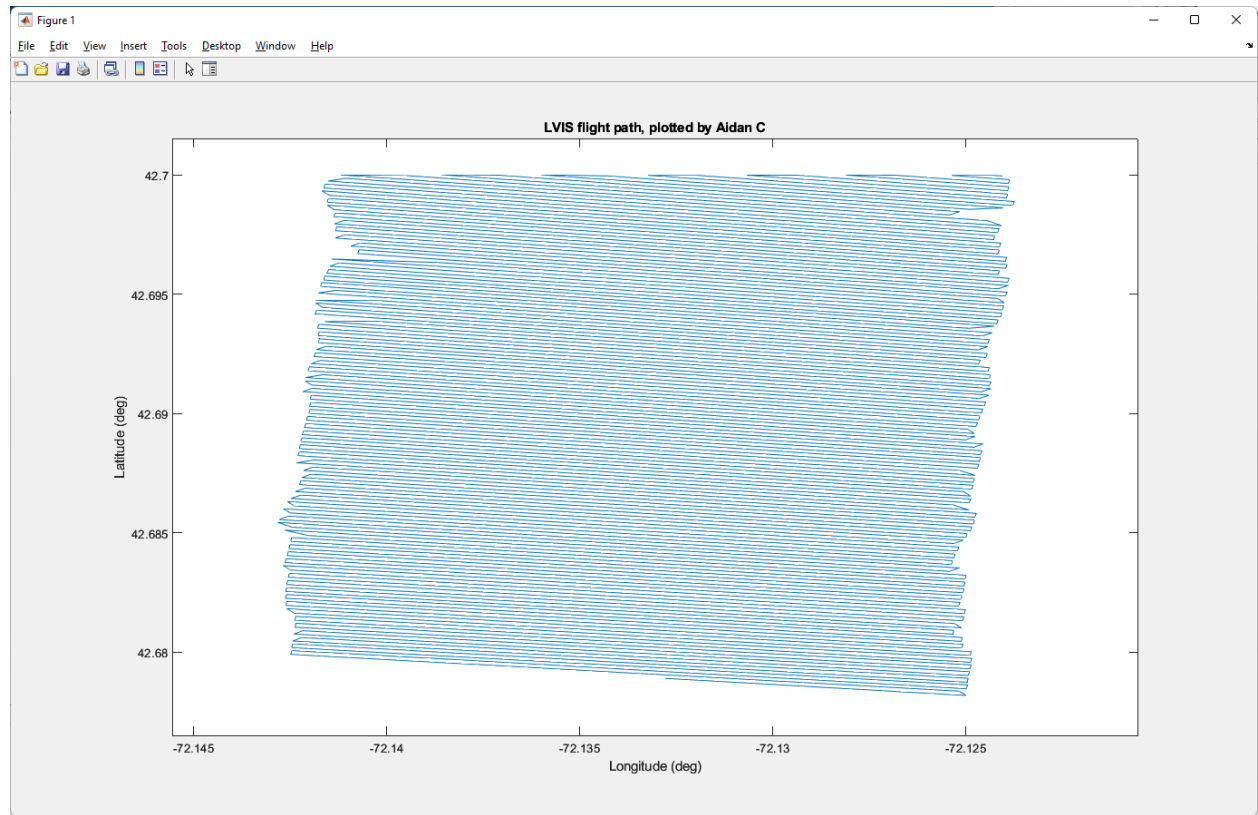 Figure 1
File Edit View Insert Tools Desktop Window Help
LVIS flight path, plotted by Aidan C
42.7
42.695
42.69
42.685
42.68
Latitude (deg)
-72.145 -72.14 -72.135 -72.13 -72.125
Longitude (deg)